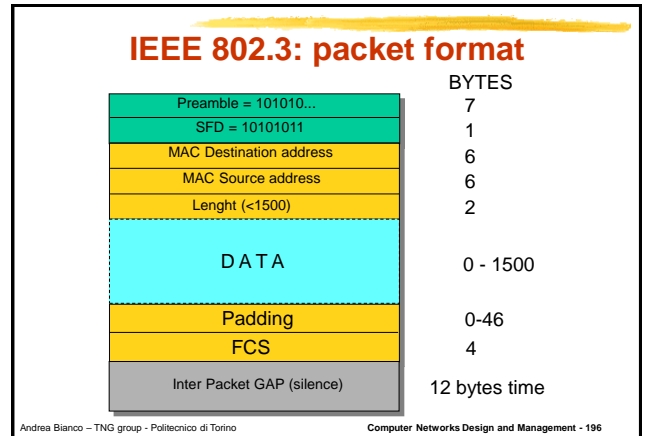 IEEE 802.3: packet format
BYTES
Preamble = 101010... 7
SFD = 10101011 1
MAC Destination address 6
MAC Source address 6
Lenght (<1500) 2
D A T A 0 - 1500
Padding 0-46
FCS 4
Inter Packet GAP (silence) 12 bytes time
Andrea Bianco – TNG group - Politecnico di Torino Computer Networks Design and Management - 196